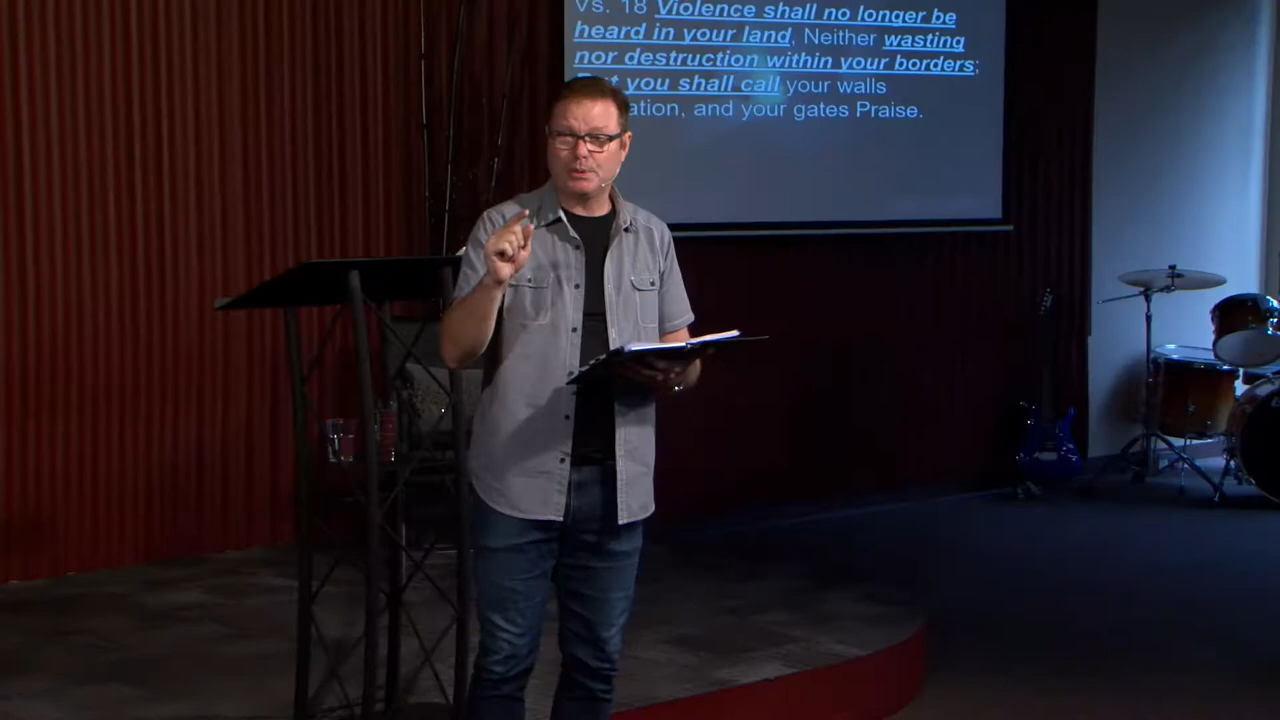 Vs. 18 Violence shall no longer be
heard in your land, Neither wasting
nor destruction within your borders;
you shall call your walls
ation, and your gates Praise.